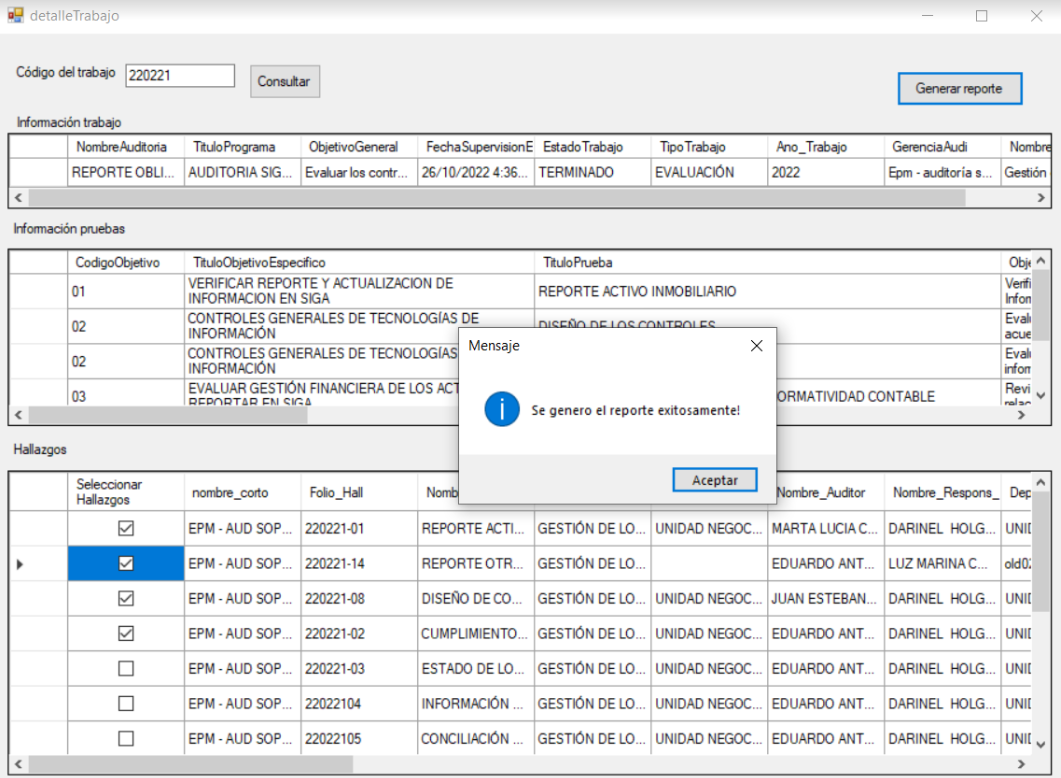 detalleTrabajo
Código del trabajo 220221 Consultar Generar reporte
Información trabajo
NombreAuditoria TituloPrograma ObjetivoGeneral FechaSupervisionE EstadoTrabajo TipoTrabajo Ano_Trabajo GerenciaAudi Nombre
REPORTE OBLI... AUDITORIA SIG... Evaluar los contr... 26/10/2022 4:36... TERMINADO EVALUACIÓN 2022 Epm - auditoría s... Gestión
Información pruebas
CodigoObjetivo TituloObjetivoEspecifico TituloPrueba Obje
01 VERIFICAR REPORTE Y ACTUALIZACION DE REPORTE ACTIVO INMOBILIARIO Verifi
INFORMACION EN SIGA Infor
02 CONTROLES GENERALES DE TECNOLOGÍAS DE DISEÑO DE LOS CONTROLES Evalu
INFORMACIÓN acue
02 CONTROLES GENERALES DE TECNOLOGÍAS Evalu
INFORMACIÓN infor
03 EVALUAR GESTIÓN FINANCIERA DE LOS ACT ORMATIVIDAD CONTABLE Revi
REPORTAR EN SIGA relac
Mensaje
Se genero el reporte exitosamente!
Aceptar
Hallazgos
Seleccionar
Hallazgos nombre_corto Folio_Hall Nomb Nombre_Auditor Nombre_Respons_ Dep
EPM - AUD SOP... 220221-01 REPORTE ACTI... GESTIÓN DE LO... UNIDAD NEGOC... MARTA LUCIA C... DARINEL HOLG... UNI
EPM - AUD SOP... 220221-14 REPORTE OTR... GESTIÓN DE LO... EDUARDO ANT... LUZ MARINA C... old0
EPM - AUD SOP... 220221-08 DISEÑO DE CO... GESTIÓN DE LO... UNIDAD NEGOC... JUAN ESTEBAN... DARINEL HOLG... UNI
EPM - AUD SOP... 220221-02 CUMPLIMIENTO... GESTIÓN DE LO... UNIDAD NEGOC... EDUARDO ANT... DARINEL HOLG... UNI
EPM - AUD SOP... 220221-03 ESTADO DE LO... GESTIÓN DE LO... UNIDAD NEGOC... EDUARDO ANT... DARINEL HOLG... UNI
EPM - AUD SOP... 22022104 INFORMACIÓN ... GESTIÓN DE LO... UNIDAD NEGOC... EDUARDO ANT... DARINEL HOLG... UNI
EPM - AUD SOP... 22022105 CONCILIACIÓN ... GESTIÓN DE LO... UNIDAD NEGOC... EDUARDO ANT... DARINEL HOLG... UNI